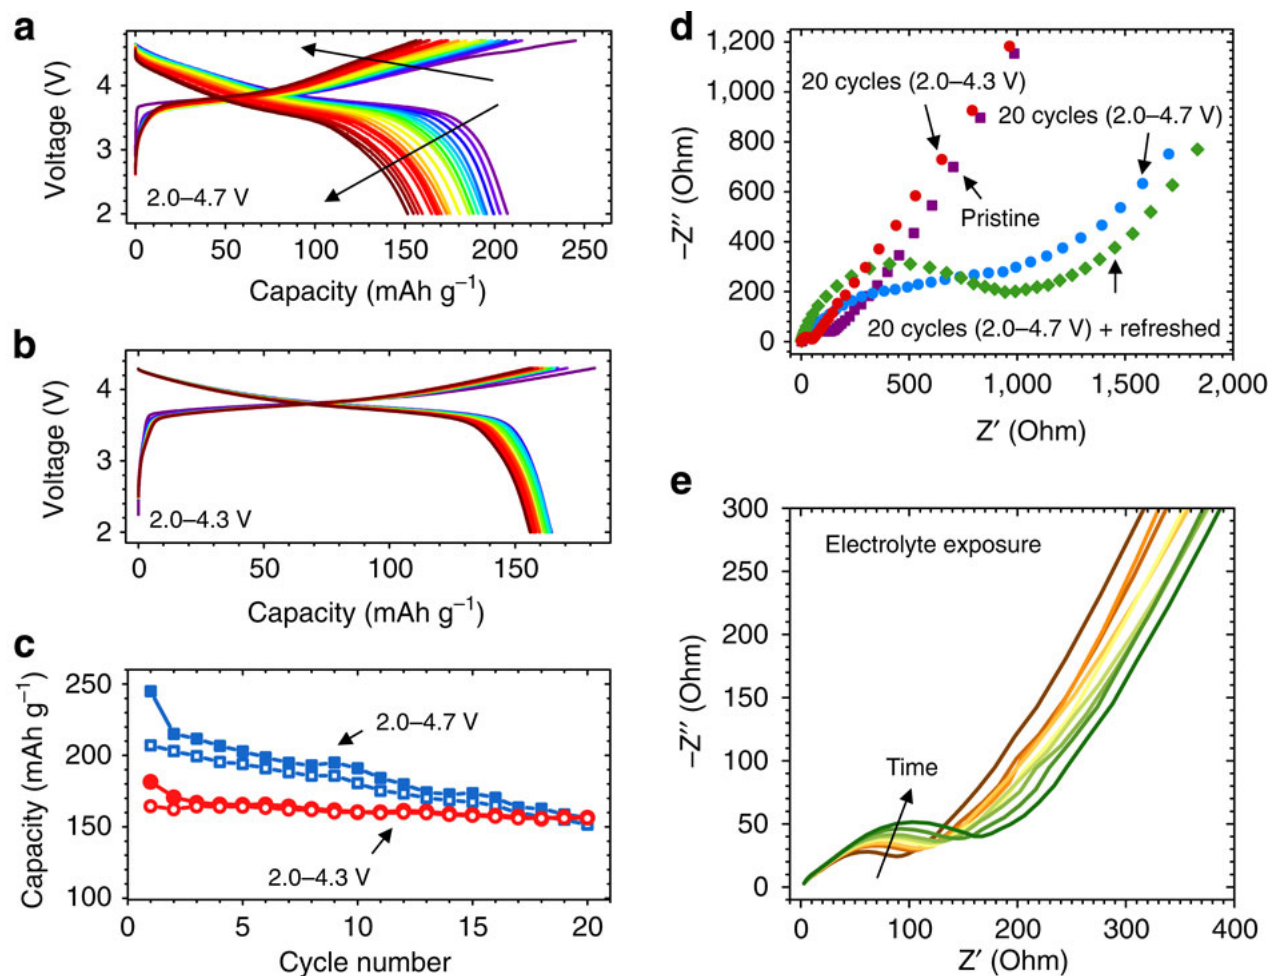 a
Voltage (V)
4
3
2
2.0–4.7 V
0 50 100 150 200 250
Capacity (mAh g⁻¹)
b
Voltage (V)
4
3
2
2.0–4.3 V
0 50 100 150
Capacity (mAh g⁻¹)
c
Capacity (mAh g⁻¹)
250
200
150
100
2.0–4.7 V
2.0–4.3 V
0 5 10 15 20
Cycle number
d
−Z″ (Ohm)
1,200
1,000
800
600
400
200
0
20 cycles (2.0–4.3 V)
20 cycles (2.0–4.7 V)
Pristine
20 cycles (2.0–4.7 V) + refreshed
0 500 1,000 1,500 2,000
Z′ (Ohm)
e
−Z″ (Ohm)
300
250
200
150
100
50
0
Electrolyte exposure
Time
0 100 200 300 400
Z′ (Ohm)